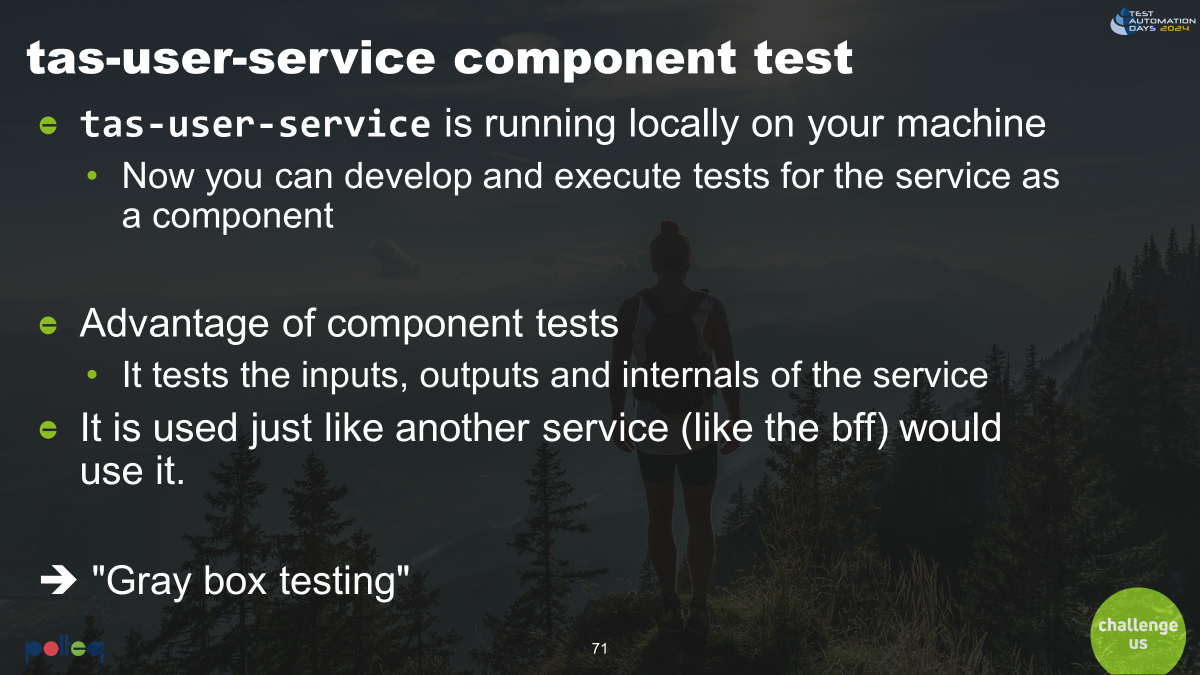 TEST
AUTOMATION
DAYS 2024
tas-user-service component test
tas-user-service is running locally on your machine
• Now you can develop and execute tests for the service as
a component
Advantage of component tests
• It tests the inputs, outputs and internals of the service
It is used just like another service (like the bff) would
use it.
➔ "Gray box testing"
polteq
71
challenge
us